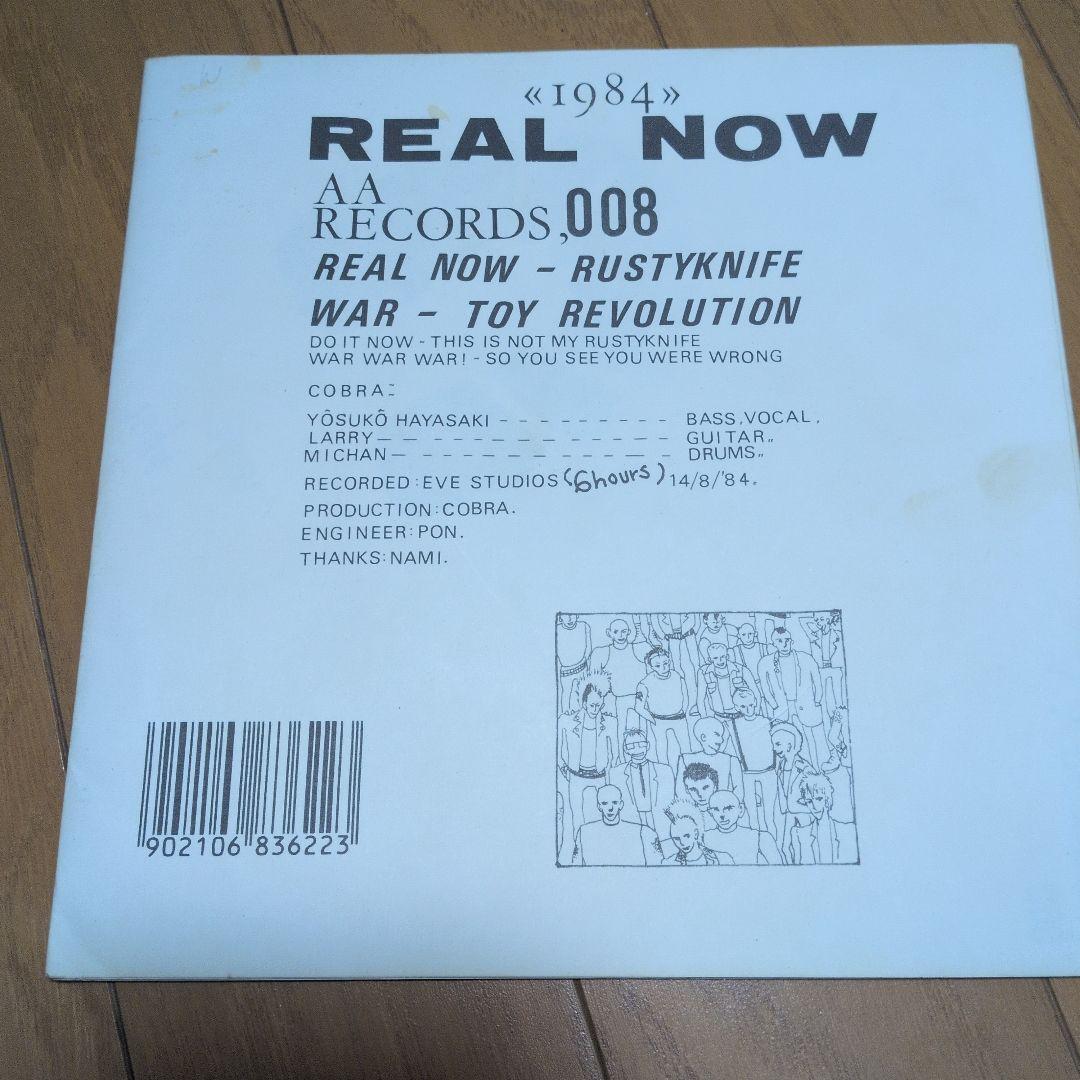 «1984»
REAL NOW
AA
RECORDS,008
REAL NOW - RUSTYKNIFE
WAR - TOY REVOLUTION
DO IT NOW - THIS IS NOT MY RUSTYKNIFE
WAR WAR WAR! - SO YOU SEE YOU WERE WRONG
COBRA:
YŌSUKŌ HAYASAKI - - - - - - - - - BASS,VOCAL,
LARRY - - - - - - - - - - - - GUITAR„
MICHAN - - - - - - - - - - - DRUMS„
RECORDED:EVE STUDIOS (6hours) 14/8/'84.
PRODUCTION:COBRA.
ENGINEER:PON.
THANKS:NAMI.
902106 836223